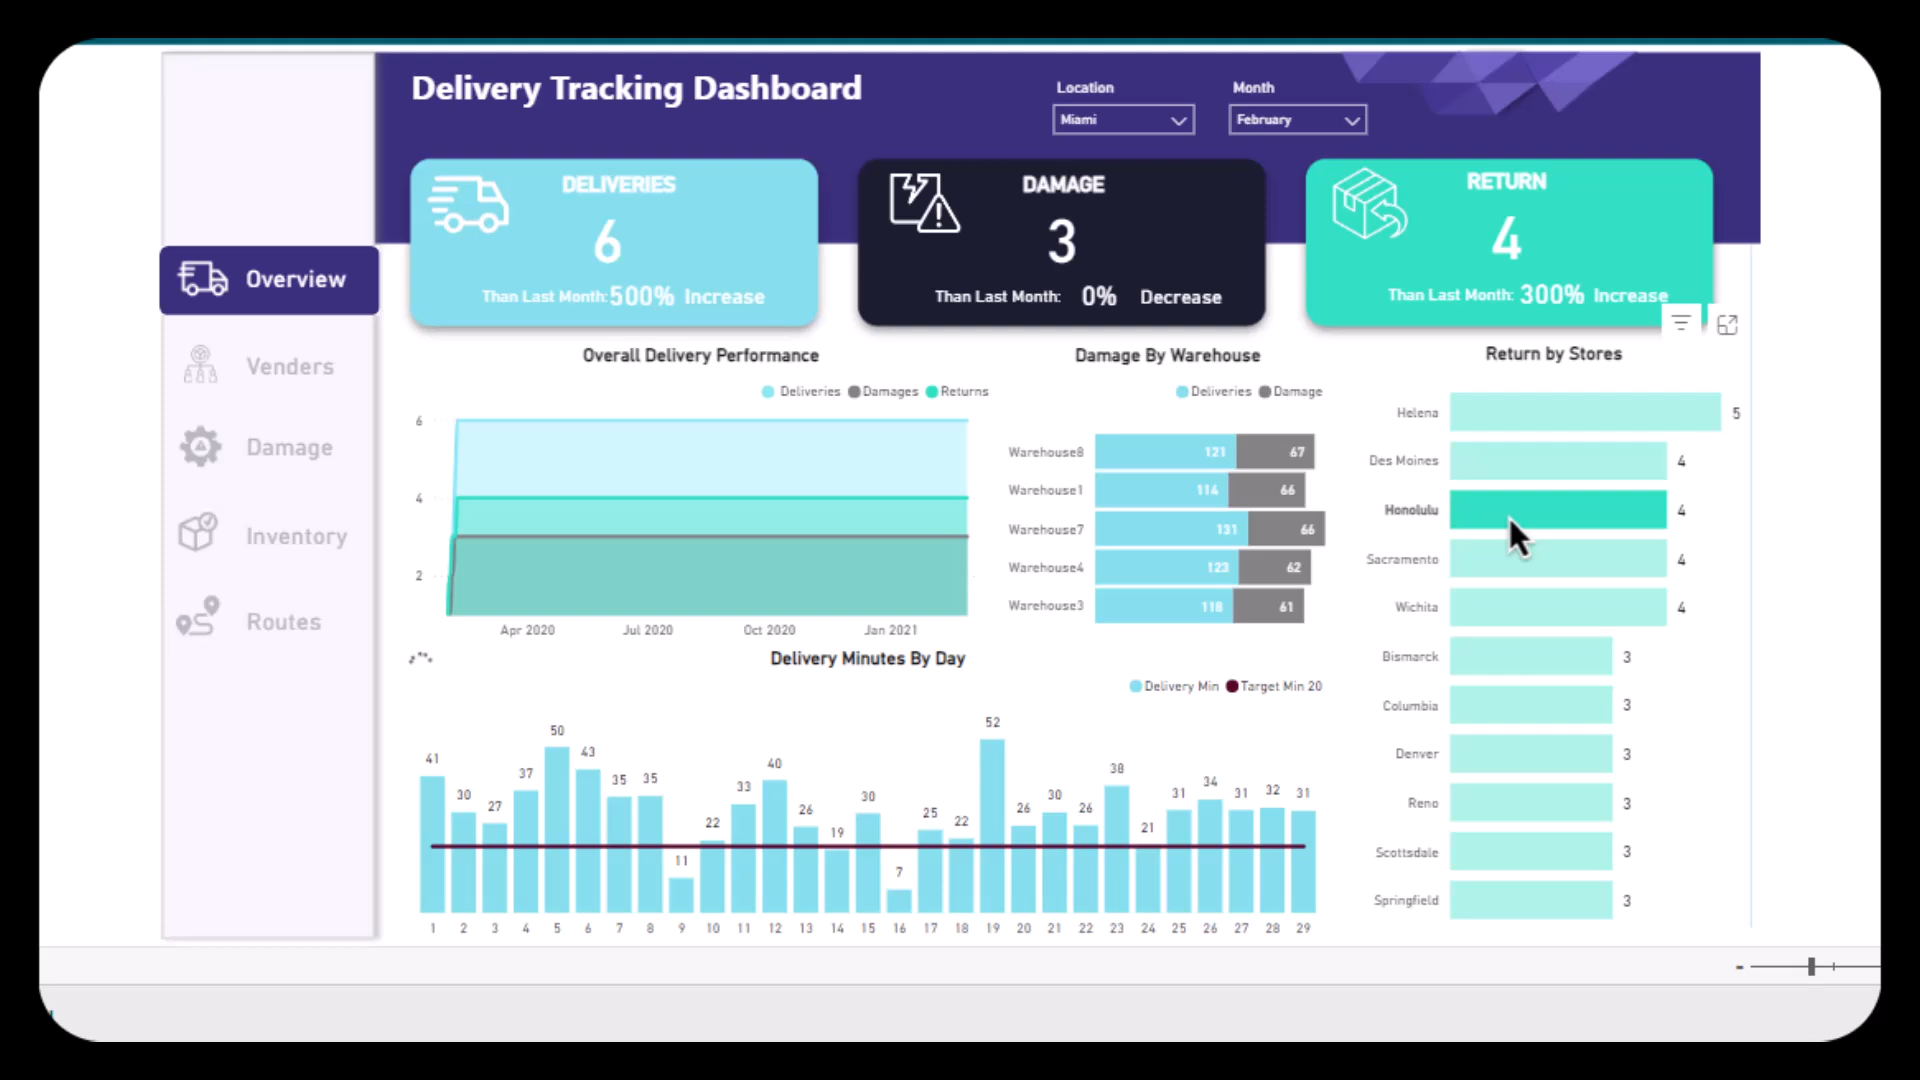 Delivery Tracking Dashboard
Location
Month
Miami
February
DELIVERIES
6
Than Last Month: 500% Increase
DAMAGE
3
Than Last Month: 0% Decrease
RETURN
4
Than Last Month: 300% Increase
Overview
Venders
Damage
Inventory
Routes
Overall Delivery Performance
Deliveries Damages Returns
6
4
2
Apr 2020 Jul 2020 Oct 2020 Jan 2021
Damage By Warehouse
Deliveries Damage
Warehouse8 121 67
Warehouse1 114 66
Warehouse7 131 66
Warehouse4 123 62
Warehouse3 118 61
Return by Stores
Helena 5
Des Moines 4
Honolulu 4
Sacramento 4
Wichita 4
Bismarck 3
Columbia 3
Denver 3
Reno 3
Scottsdale 3
Springfield 3
Delivery Minutes By Day
Delivery Min Target Min 20
41 30 27 37 50 43 35 35 11 22 33 40 26 19 30 7 25 22 52 26 30 26 38 21 31 34 31 32 31
1 2 3 4 5 6 7 8 9 10 11 12 13 14 15 16 17 18 19 20 21 22 23 24 25 26 27 28 29